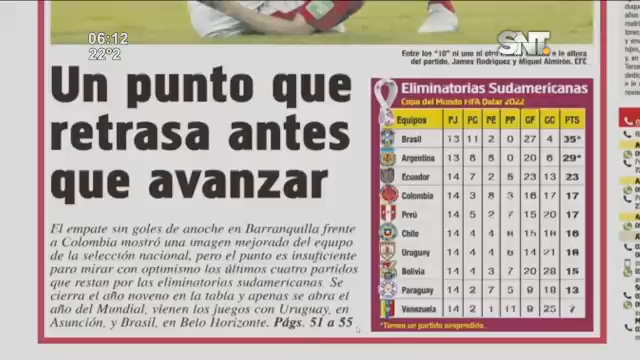 06:12
22°2
SNT
Entre los "10" ni uno ni otro
del partido. James Rodríguez y Miguel Almirón. EFE
Un punto que
retrasa antes
que avanzar
El empate sin goles de anoche en Barranquilla frente
a Colombia mostró una imagen mejorada del equipo
de la selección nacional, pero el punto es insuficiente
para mirar con optimismo los últimos cuatro partidos
que restan por las eliminatorias sudamericanas. Se
cierra el año noveno en la tabla y apenas se abra el
año del Mundial, vienen los juegos con Uruguay, en
Asunción, y Brasil, en Belo Horizonte. Págs. 51 a 55
Eliminatorias Sudamericanas
Copa del Mundo FIFA Qatar 2022
Equipos PJ PG PE PP GF GC PTS
Brasil 13 11 2 0 27 4 35*
Argentina 13 8 5 0 20 6 29*
Ecuador 14 7 2 5 23 13 23
Colombia 14 3 8 3 16 17 17
Perú 14 5 2 7 15 20 17
Chile 14 4 4 6 16 16
Uruguay 14 4 4 6 14 21 16
Bolivia 14 4 3 7 20 28 15
Paraguay 14 2 7 5 9 18 13
Venezuela 14 2 1 11 9 25 7
*Tienen un partido suspendido.